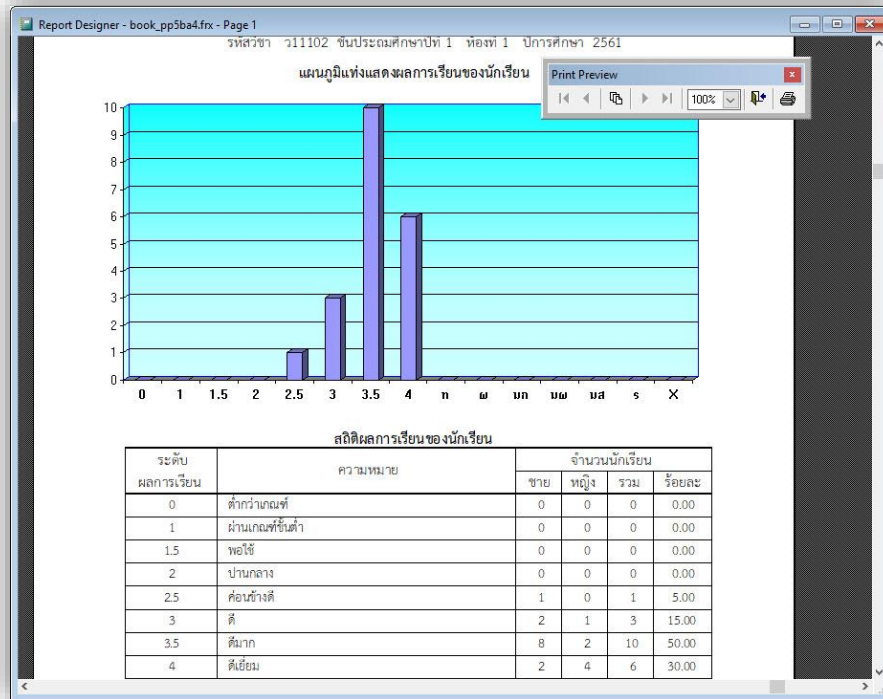 Report Designer - book_pp5ba4.frx - Page 1
รหัสวิชา ว11102 ชั้นประถมศึกษาปีที่ 1 ห้องที่ 1 ปีการศึกษา 2561
แผนภูมิแท่งแสดงผลการเรียนของนักเรียน
Print Preview
100%
10
9
8
7
6
5
4
3
2
1
0
0 1 1.5 2 2.5 3 3.5 4 ท ผ มก มผ มส ร X
สถิติผลการเรียนของนักเรียน
ระดับ ความหมาย จำนวนนักเรียน
ผลการเรียน ชาย หญิง รวม ร้อยละ
0 ต่ำกว่าเกณฑ์ 0 0 0 0.00
1 ผ่านเกณฑ์ขั้นต่ำ 0 0 0 0.00
1.5 พอใช้ 0 0 0 0.00
2 ปานกลาง 0 0 0 0.00
2.5 ค่อนข้างดี 1 0 1 5.00
3 ดี 2 1 3 15.00
3.5 ดีมาก 8 2 10 50.00
4 ดีเยี่ยม 2 4 6 30.00